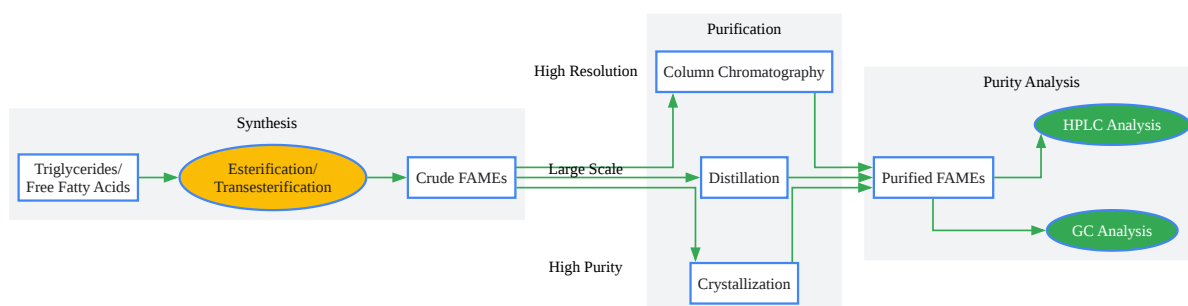 Synthesis
Triglycerides/
Free Fatty Acids
Esterification/
Transesterification
Crude FAMEs
High Resolution
Large Scale
High Purity
Purification
Column Chromatography
Distillation
Crystallization
Purity Analysis
Purified FAMEs
HPLC Analysis
GC Analysis